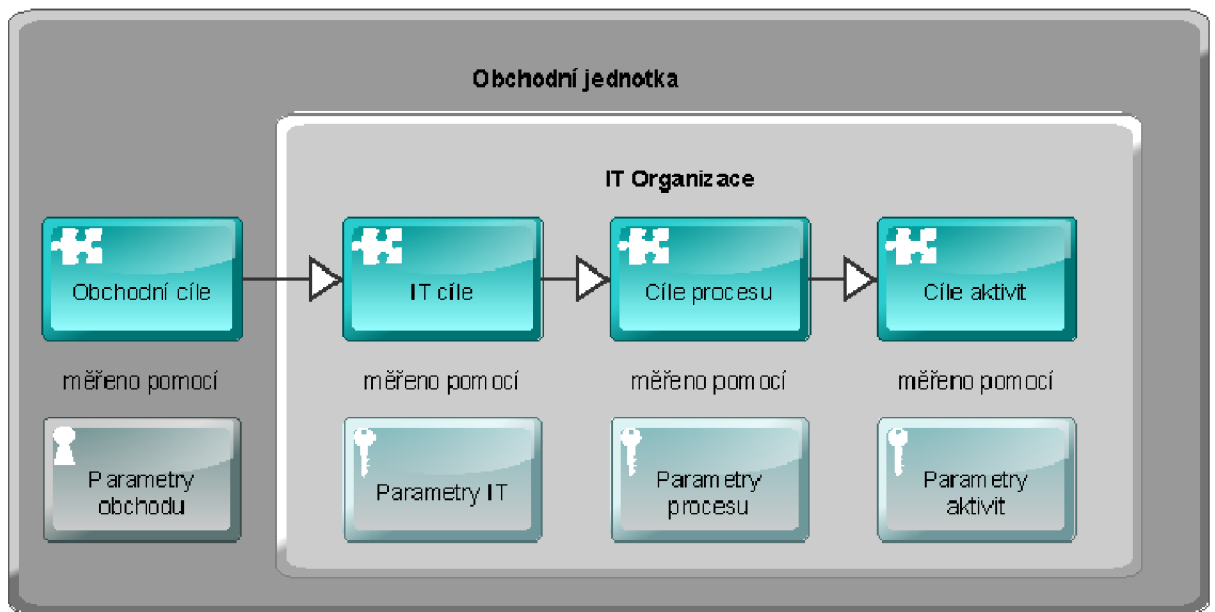 Obchodní jednotka
IT Organizace
Obchodní cíle
IT cíle
Cíle procesu
Cíle aktivit
měřeno pomocí
měřeno pomocí
měřeno pomocí
měřeno pomocí
Parametry
obchodu
Parametry IT
Parametry
procesu
Parametry
aktivit